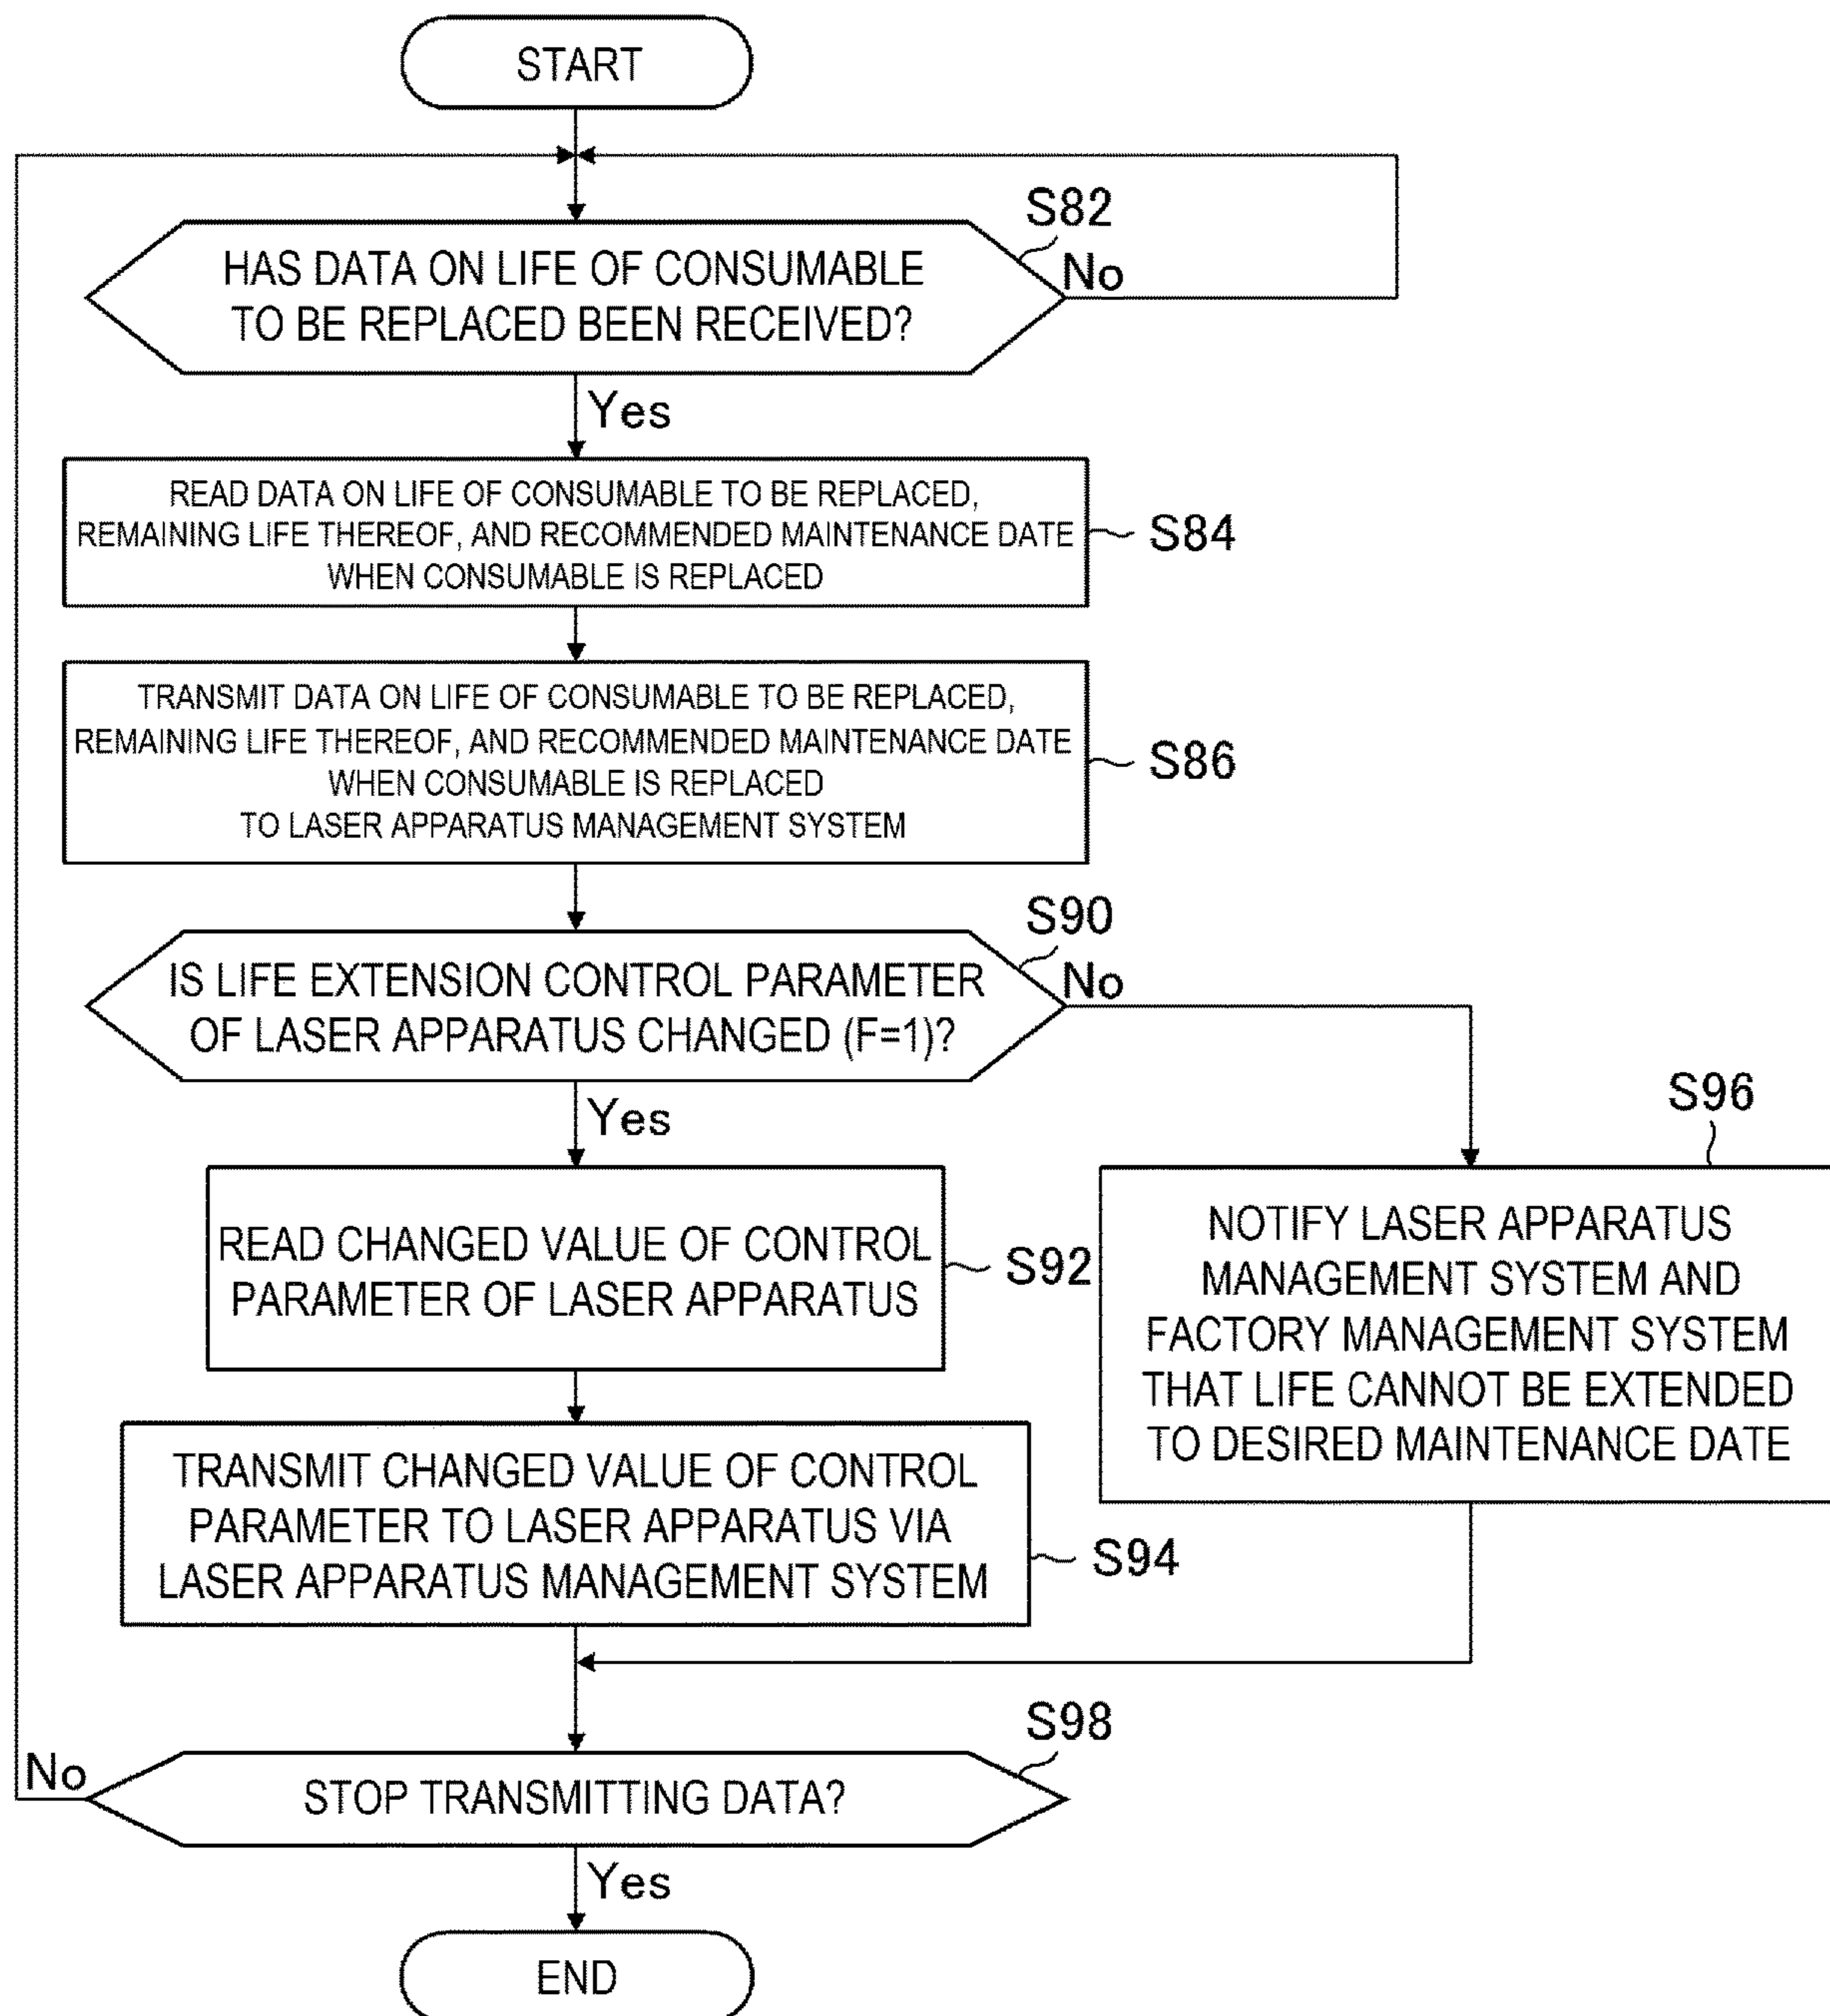 START
S82
HAS DATA ON LIFE OF CONSUMABLE
TO BE REPLACED BEEN RECEIVED?
No
Yes
READ DATA ON LIFE OF CONSUMABLE TO BE REPLACED,
REMAINING LIFE THEREOF, AND RECOMMENDED MAINTENANCE DATE
WHEN CONSUMABLE IS REPLACED
S84
TRANSMIT DATA ON LIFE OF CONSUMABLE TO BE REPLACED,
REMAINING LIFE THEREOF, AND RECOMMENDED MAINTENANCE DATE
WHEN CONSUMABLE IS REPLACED
TO LASER APPARATUS MANAGEMENT SYSTEM
S86
S90
IS LIFE EXTENSION CONTROL PARAMETER
OF LASER APPARATUS CHANGED (F=1)?
No
Yes
READ CHANGED VALUE OF CONTROL
PARAMETER OF LASER APPARATUS
S92
S96
NOTIFY LASER APPARATUS
MANAGEMENT SYSTEM AND
FACTORY MANAGEMENT SYSTEM
THAT LIFE CANNOT BE EXTENDED
TO DESIRED MAINTENANCE DATE
TRANSMIT CHANGED VALUE OF CONTROL
PARAMETER TO LASER APPARATUS VIA
LASER APPARATUS MANAGEMENT SYSTEM
S94
S98
No
STOP TRANSMITTING DATA?
Yes
END